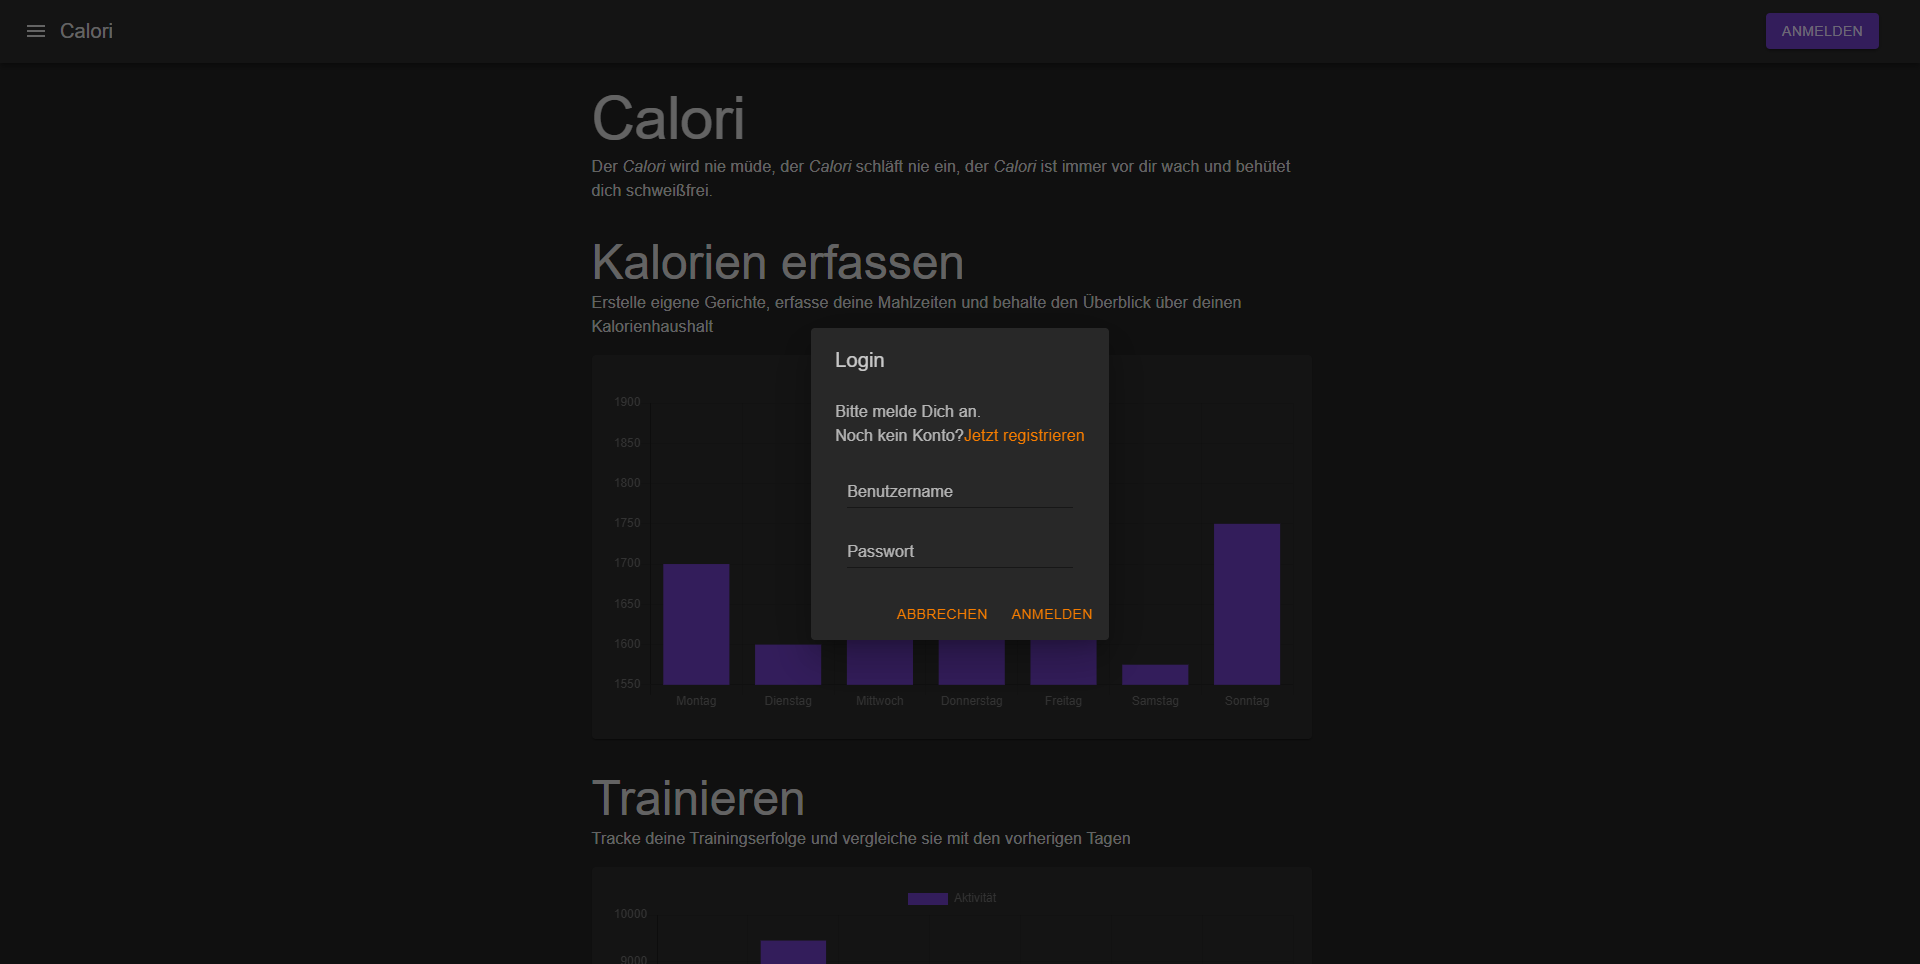 Calori
ANMELDEN
Calori
Der Calori wird nie müde, der Calori schläft nie ein, der Calori ist immer vor dir wach und behütet
dich schweißfrei.
Kalorien erfassen
Erstelle eigene Gerichte, erfasse deine Mahlzeiten und behalte den Überblick über deinen
Kalorienhaushalt
Login
Bitte melde Dich an.
Noch kein Konto?Jetzt registrieren
Benutzername
Passwort
ABBRECHEN ANMELDEN
1900
1850
1800
1750
1700
1650
1600
1550
Montag Dienstag Mittwoch Donnerstag Freitag Samstag Sonntag
Trainieren
Tracke deine Trainingserfolge und vergleiche sie mit den vorherigen Tagen
Aktivität
10000
9000